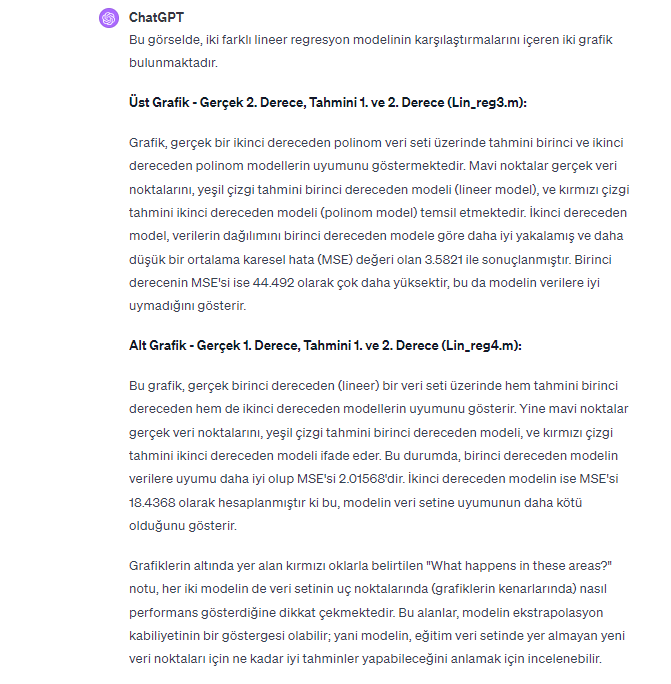 ChatGPT
Bu görselde, iki farklı lineer regresyon modelinin karşılaştırmalarını içeren iki grafik
bulunmaktadır.
Üst Grafik - Gerçek 2. Derece, Tahmini 1. ve 2. Derece (Lin_reg3.m):
Grafik, gerçek bir ikinci dereceden polinom veri seti üzerinde tahmini birinci ve ikinci
dereceden polinom modellerin uyumunu göstermektedir. Mavi noktalar gerçek veri
noktalarını, yeşil çizgi tahmini birinci dereceden modeli (lineer model), ve kırmızı çizgi
tahmini ikinci dereceden modeli (polinom model) temsil etmektedir. İkinci dereceden
model, verilerin dağılımını birinci dereceden modele göre daha iyi yakalamış ve daha
düşük bir ortalama karesel hata (MSE) değeri olan 3.5821 ile sonuçlanmıştır. Birinci
derecenin MSE'si ise 44.492 olarak çok daha yüksektir, bu da modelin verilere iyi
uymadığını gösterir.
Alt Grafik - Gerçek 1. Derece, Tahmini 1. ve 2. Derece (Lin_reg4.m):
Bu grafik, gerçek birinci dereceden (lineer) bir veri seti üzerinde hem tahmini birinci
dereceden hem de ikinci dereceden modellerin uyumunu gösterir. Yine mavi noktalar
gerçek veri noktalarını, yeşil çizgi tahmini birinci dereceden modeli, ve kırmızı çizgi
tahmini ikinci dereceden modeli ifade eder. Bu durumda, birinci dereceden modelin
verilere uyumu daha iyi olup MSE'si 2.01568'dir. İkinci dereceden modelin ise MSE'si
18.4368 olarak hesaplanmıştır ki bu, modelin veri setine uyumunun daha kötü
olduğunu gösterir.
Grafiklerin altında yer alan kırmızı oklarla belirtilen "What happens in these areas?"
notu, her iki modelin de veri setinin uç noktalarında (grafiklerin kenarlarında) nasıl
performans gösterdiğine dikkat çekmektedir. Bu alanlar, modelin ekstrapolasyon
kabiliyetinin bir göstergesi olabilir; yani modelin, eğitim veri setinde yer almayan yeni
veri noktaları için ne kadar iyi tahminler yapabileceğini anlamak için incelenebilir.